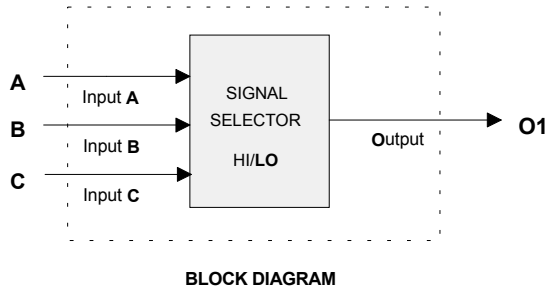 A
Input A
B
Input B
C
Input C
SIGNAL
SELECTOR
HI/LO
Output
O1
BLOCK DIAGRAM